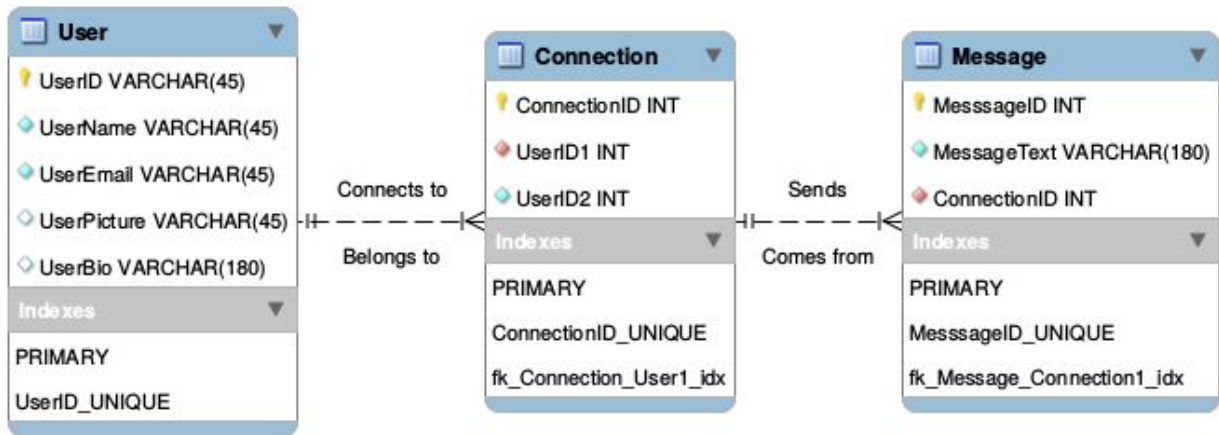 User
UserID VARCHAR(45)
UserName VARCHAR(45)
UserEmail VARCHAR(45)
UserPicture VARCHAR(45)
UserBio VARCHAR(180)
Indexes
PRIMARY
UserID_UNIQUE
Connects to
Belongs to
Connection
ConnectionID INT
UserID1 INT
UserID2 INT
Indexes
PRIMARY
ConnectionID_UNIQUE
fk_Connection_User1_idx
Sends
Comes from
Message
MesssageID INT
MessageText VARCHAR(180)
ConnectionID INT
Indexes
PRIMARY
MesssageID_UNIQUE
fk_Message_Connection1_idx